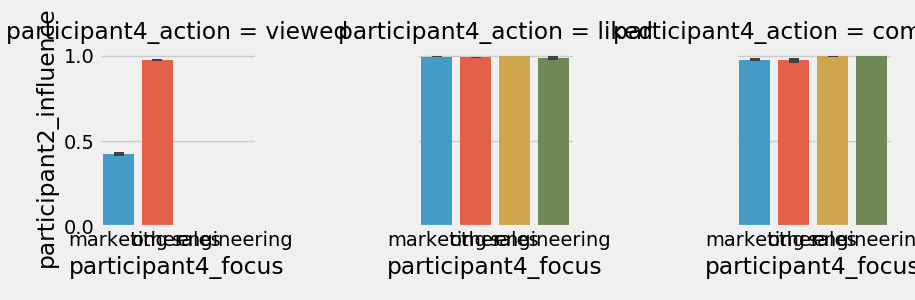 participant4_action = viewed
participant4_action = liked
participant4_action = com
participant2_influence
1.0
0.5
0.0
marketing other sales engineering
marketing other sales engineering
marketing other sales engineering
participant4_focus
participant4_focus
participant4_focus